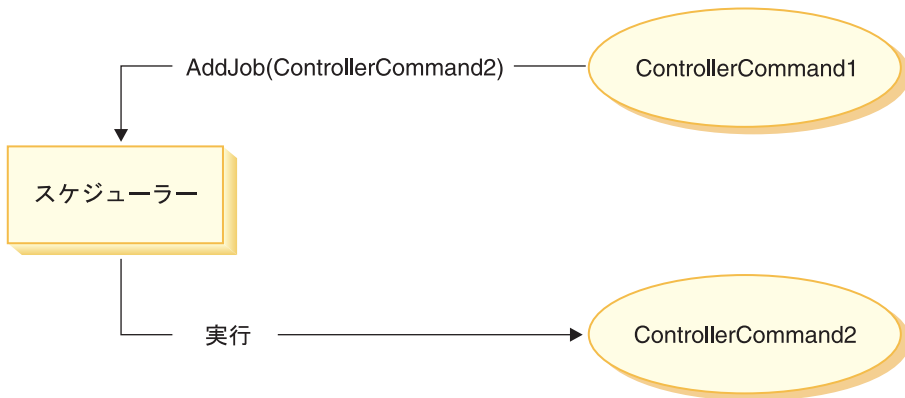 AddJob(ControllerCommand2)
ControllerCommand1
スケジューラー
実行
ControllerCommand2